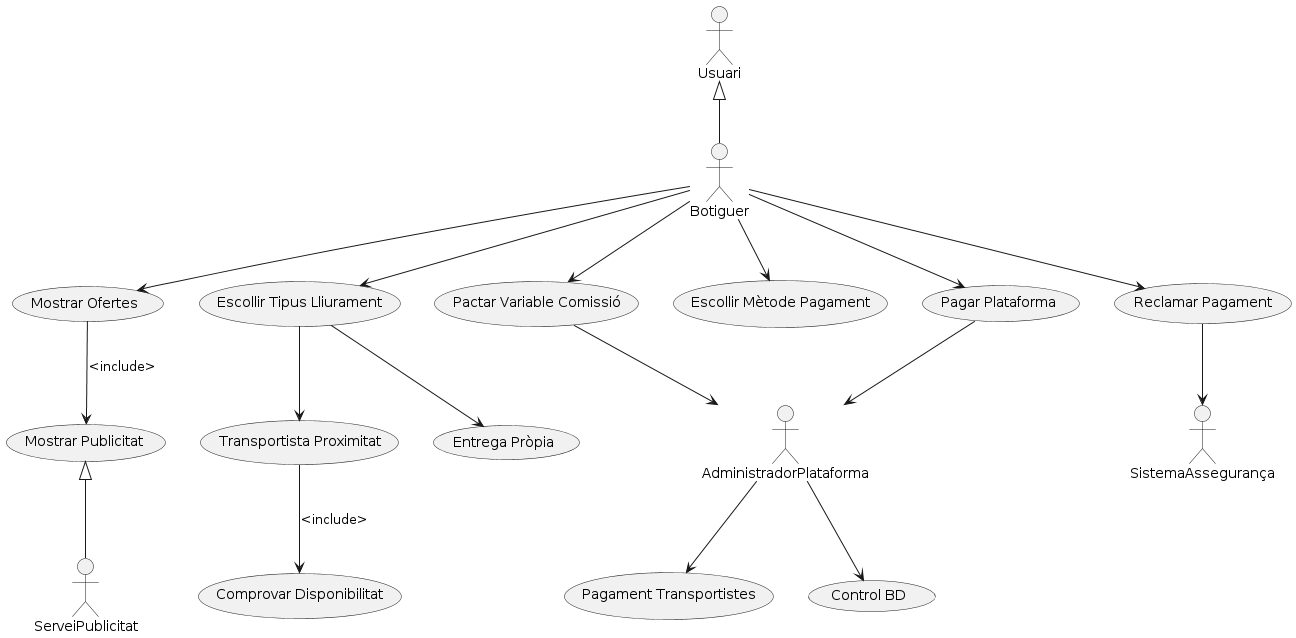 Usuari
Botiguer
Mostrar Ofertes
Escollir Tipus Lliurament
Pactar Variable Comissió
Escollir Mètode Pagament
Pagar Plataforma
Reclamar Pagament
<include>
Mostrar Publicitat
Transportista Proximitat
Entrega Pròpia
AdministradorPlataforma
SistemaAssegurança
<include>
Comprovar Disponibilitat
Pagament Transportistes
Control BD
ServeiPublicitat